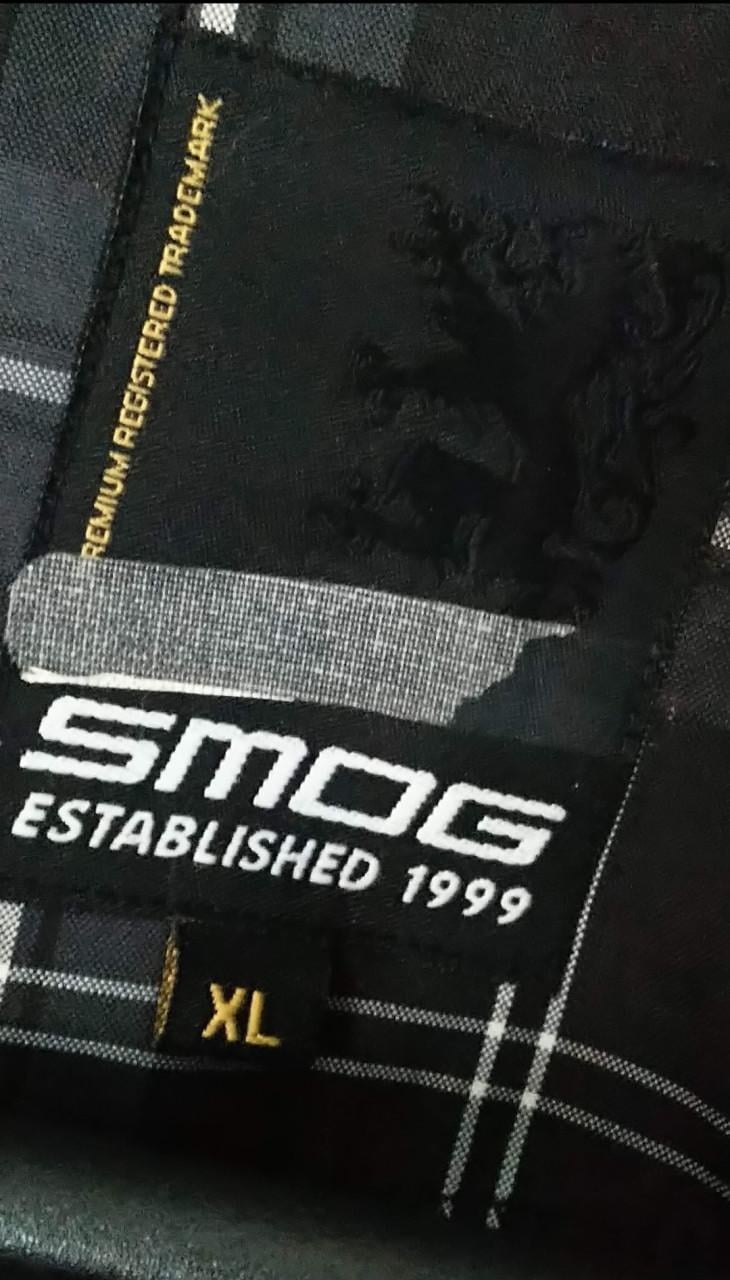 PREMIUM REGISTERED TRADEMARK
SMOG
ESTABLISHED 1999
XL